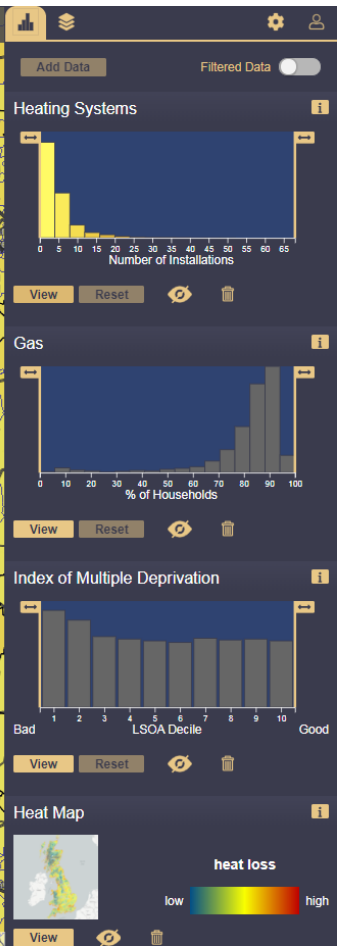 Add Data Filtered Data
Heating Systems i
0 5 10 15 20 25 30 35 40 45 50 55 60 65
Number of Installations
View Reset
Gas i
0 10 20 30 40 50 60 70 80 90 100
% of Households
View Reset
Index of Multiple Deprivation i
1 2 3 4 5 6 7 8 9 10
Bad LSOA Decile Good
View Reset
Heat Map i
heat loss
low high
View